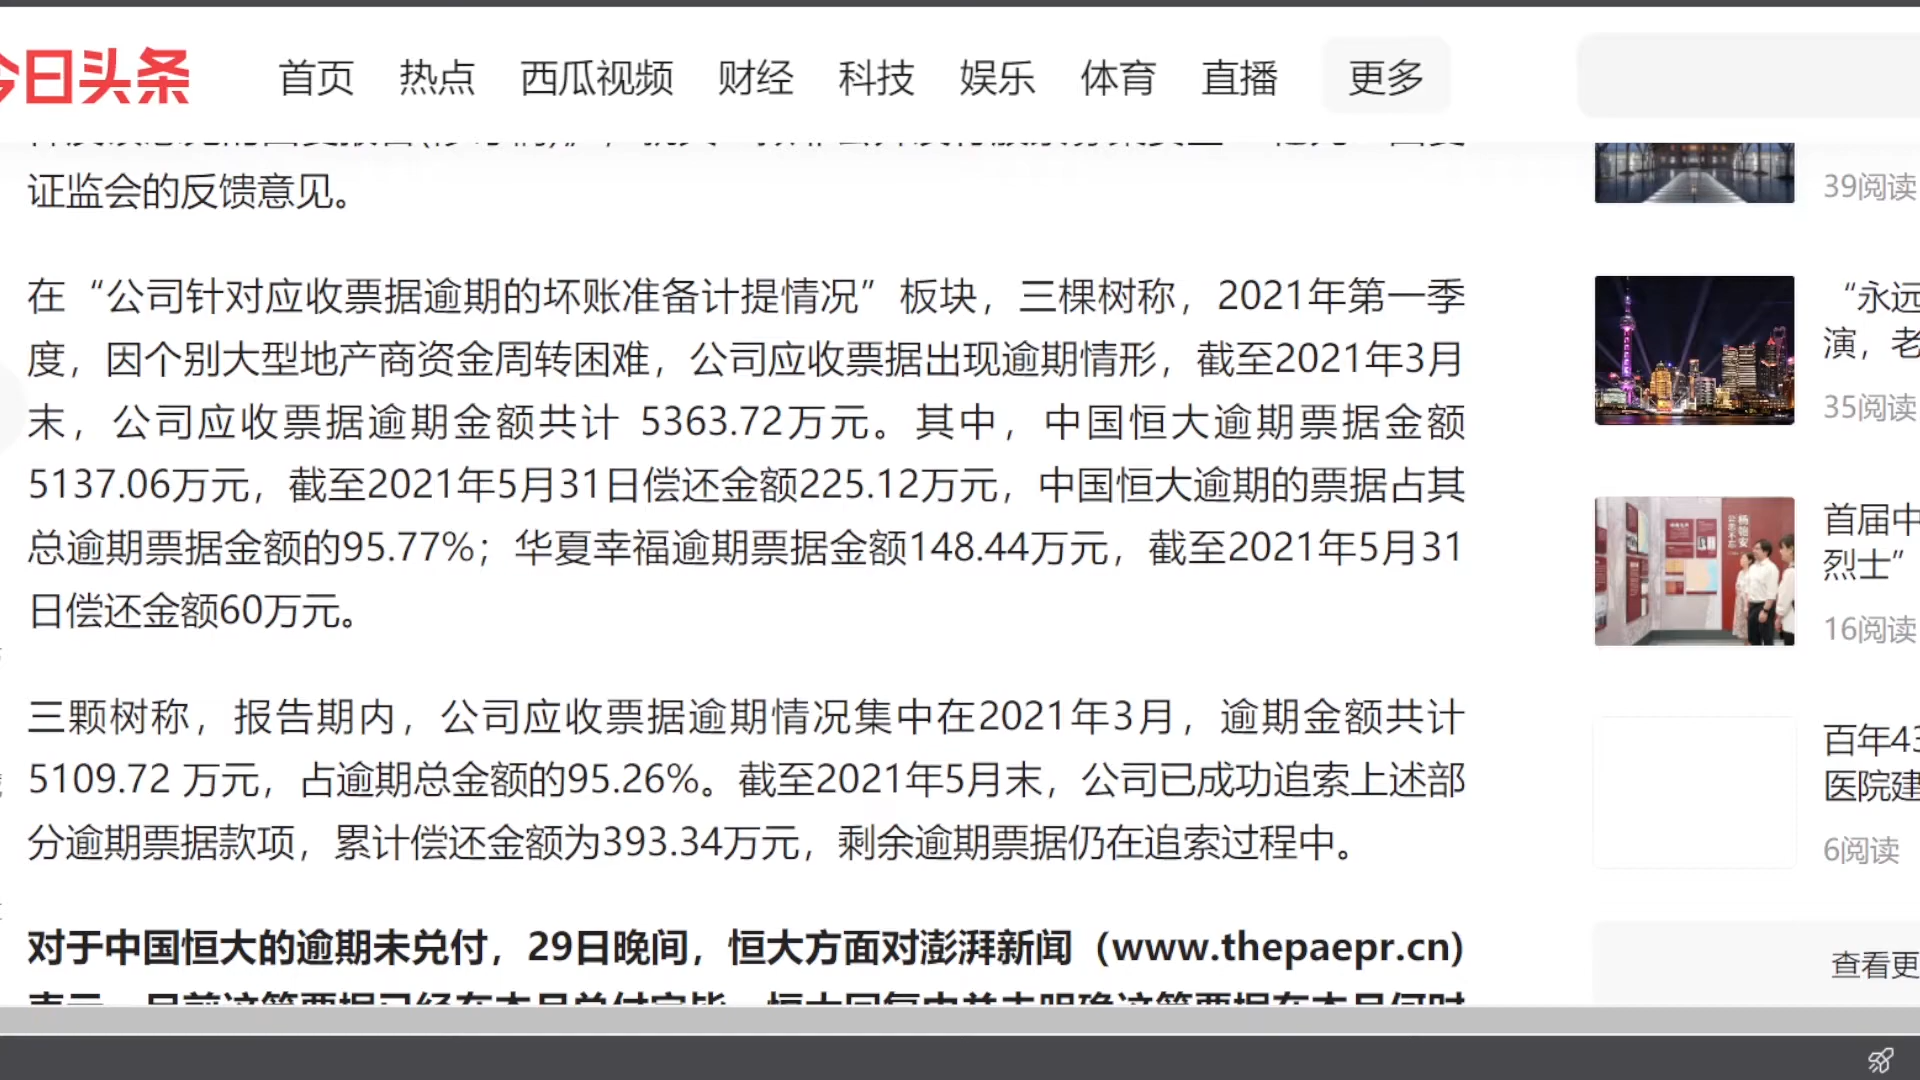 今日头条
首页 热点 西瓜视频 财经 科技 娱乐 体育 直播 更多
证监会的反馈意见。
在“公司针对应收票据逾期的坏账准备计提情况”板块，三棵树称，2021年第一季
度，因个别大型地产商资金周转困难，公司应收票据出现逾期情形，截至2021年3月
末，公司应收票据逾期金额共计 5363.72万元。其中，中国恒大逾期票据金额
5137.06万元，截至2021年5月31日偿还金额225.12万元，中国恒大逾期的票据占其
总逾期票据金额的95.77%；华夏幸福逾期票据金额148.44万元，截至2021年5月31
日偿还金额60万元。
三颗树称，报告期内，公司应收票据逾期情况集中在2021年3月，逾期金额共计
5109.72 万元，占逾期总金额的95.26%。截至2021年5月末，公司已成功追索上述部
分逾期票据款项，累计偿还金额为393.34万元，剩余逾期票据仍在追索过程中。
对于中国恒大的逾期未兑付，29日晚间，恒大方面对澎湃新闻（www.thepaepr.cn)
39阅读
“永远
演，老
35阅读
首届中
烈士”
16阅读
百年43
医院建
6阅读
查看更